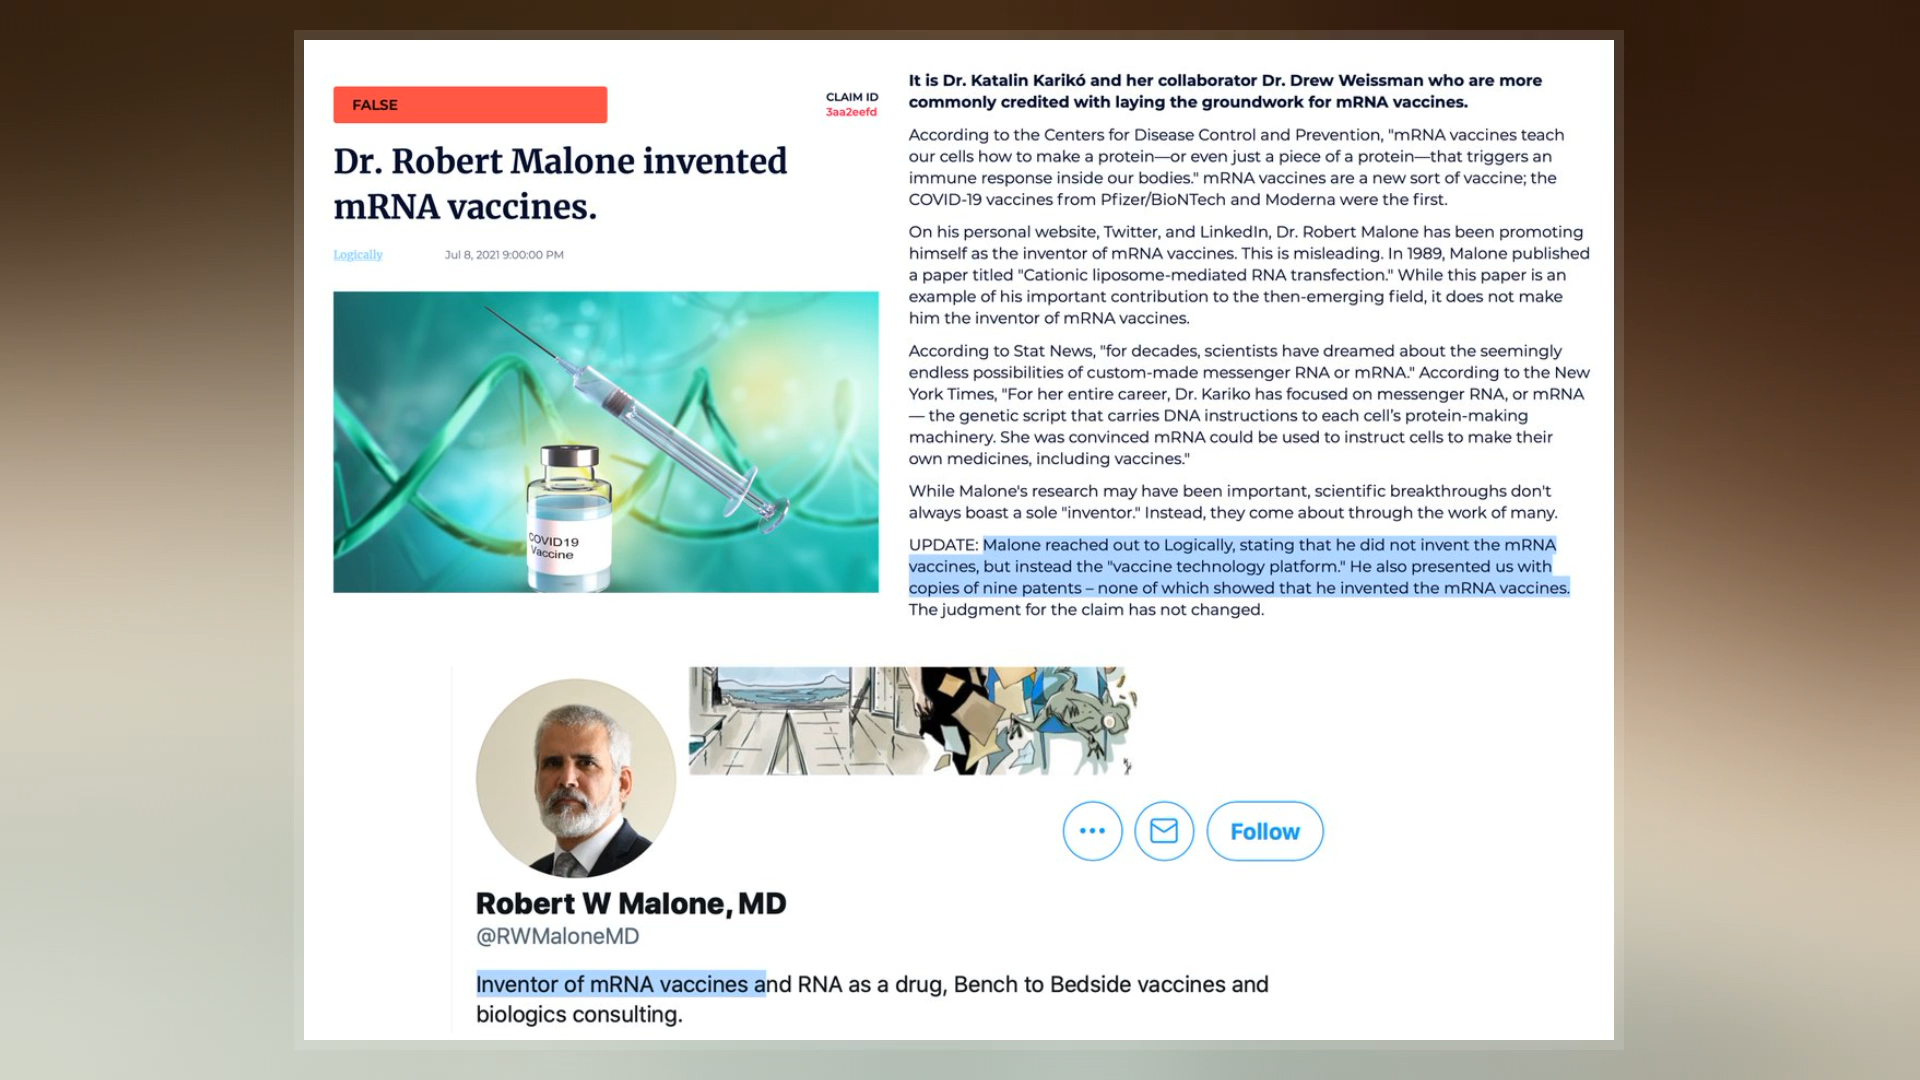 FALSE
CLAIM ID
3aa2eefd
Dr. Robert Malone invented
mRNA vaccines.
Logically
Jul 8, 2021 9:00:00 PM
COVID19
Vaccine
It is Dr. Katalin Karikó and her collaborator Dr. Drew Weissman who are more
commonly credited with laying the groundwork for mRNA vaccines.
According to the Centers for Disease Control and Prevention, "mRNA vaccines teach
our cells how to make a protein—or even just a piece of a protein—that triggers an
immune response inside our bodies." mRNA vaccines are a new sort of vaccine; the
COVID-19 vaccines from Pfizer/BioNTech and Moderna were the first.
On his personal website, Twitter, and LinkedIn, Dr. Robert Malone has been promoting
himself as the inventor of mRNA vaccines. This is misleading. In 1989, Malone published
a paper titled "Cationic liposome-mediated RNA transfection." While this paper is an
example of his important contribution to the then-emerging field, it does not make
him the inventor of mRNA vaccines.
According to Stat News, "for decades, scientists have dreamed about the seemingly
endless possibilities of custom-made messenger RNA or mRNA." According to the New
York Times, "For her entire career, Dr. Kariko has focused on messenger RNA, or mRNA
— the genetic script that carries DNA instructions to each cell's protein-making
machinery. She was convinced mRNA could be used to instruct cells to make their
own medicines, including vaccines."
While Malone's research may have been important, scientific breakthroughs don't
always boast a sole "inventor." Instead, they come about through the work of many.
UPDATE: Malone reached out to Logically, stating that he did not invent the mRNA
vaccines, but instead the "vaccine technology platform." He also presented us with
copies of nine patents – none of which showed that he invented the mRNA vaccines.
The judgment for the claim has not changed.
Follow
Robert W Malone, MD
@RWMaloneMD
Inventor of mRNA vaccines and RNA as a drug, Bench to Bedside vaccines and
biologics consulting.